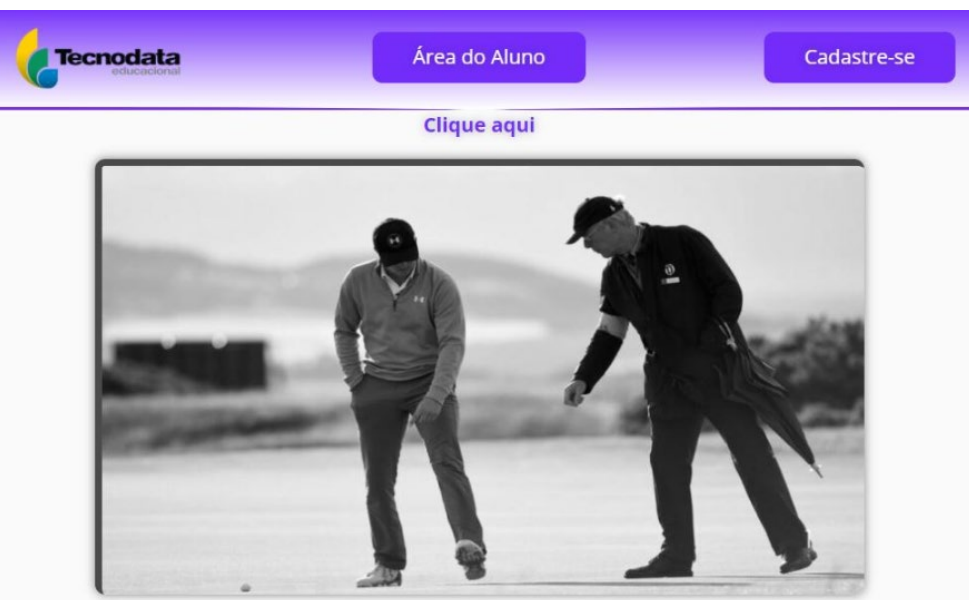 Tecnodata
educacional
Área do Aluno
Cadastre-se
Clique aqui